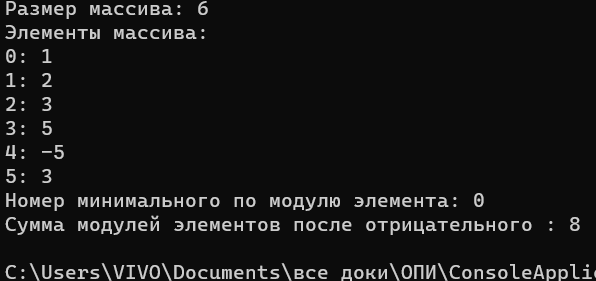 Размер массива: 6
Элементы массива:
0: 1
1: 2
2: 3
3: 5
4: -5
5: 3
Номер минимального по модулю элемента: 0
Сумма модулей элементов после отрицательного : 8
C:\Users\VIVO\Documents\все доки\ОПИ\ConsoleApplic